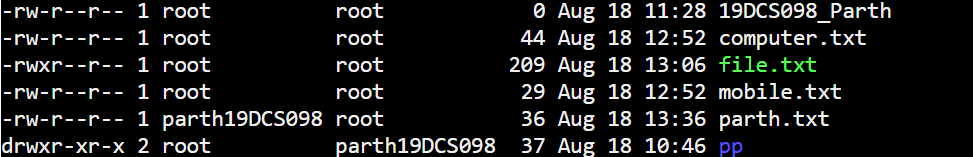 -rw-r--r-- 1 root         root           0 Aug 18 11:28 19DCS098_Parth
-rw-r--r-- 1 root         root          44 Aug 18 12:52 computer.txt
-rwxr--r-- 1 root         root         209 Aug 18 13:06 file.txt
-rw-r--r-- 1 root         root          29 Aug 18 12:52 mobile.txt
-rw-r--r-- 1 parth19DCS098 root          36 Aug 18 13:36 parth.txt
drwxr-xr-x 2 root         parth19DCS098  37 Aug 18 10:46 pp